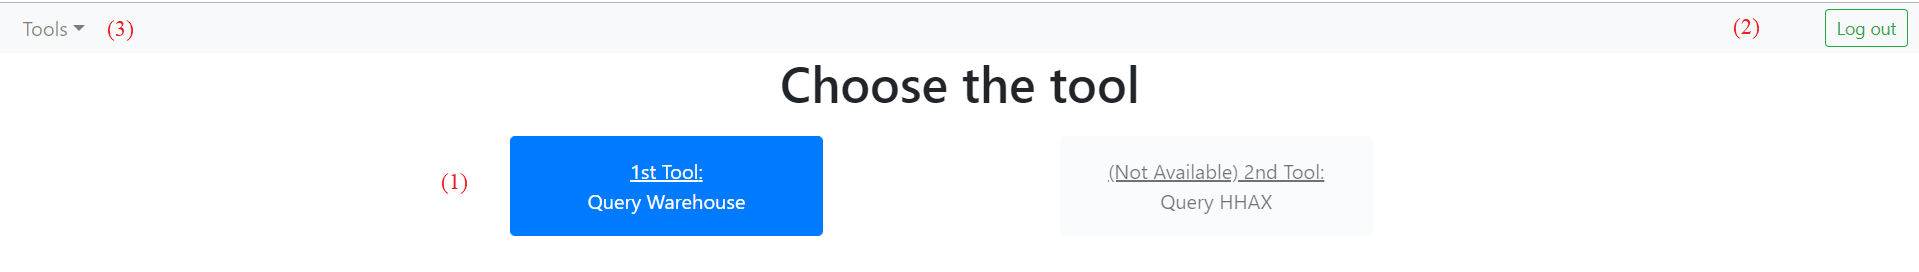 Tools (3) (2) Log out
Choose the tool
(1)
1st Tool:
Query Warehouse
(Not Available) 2nd Tool:
Query HHAX